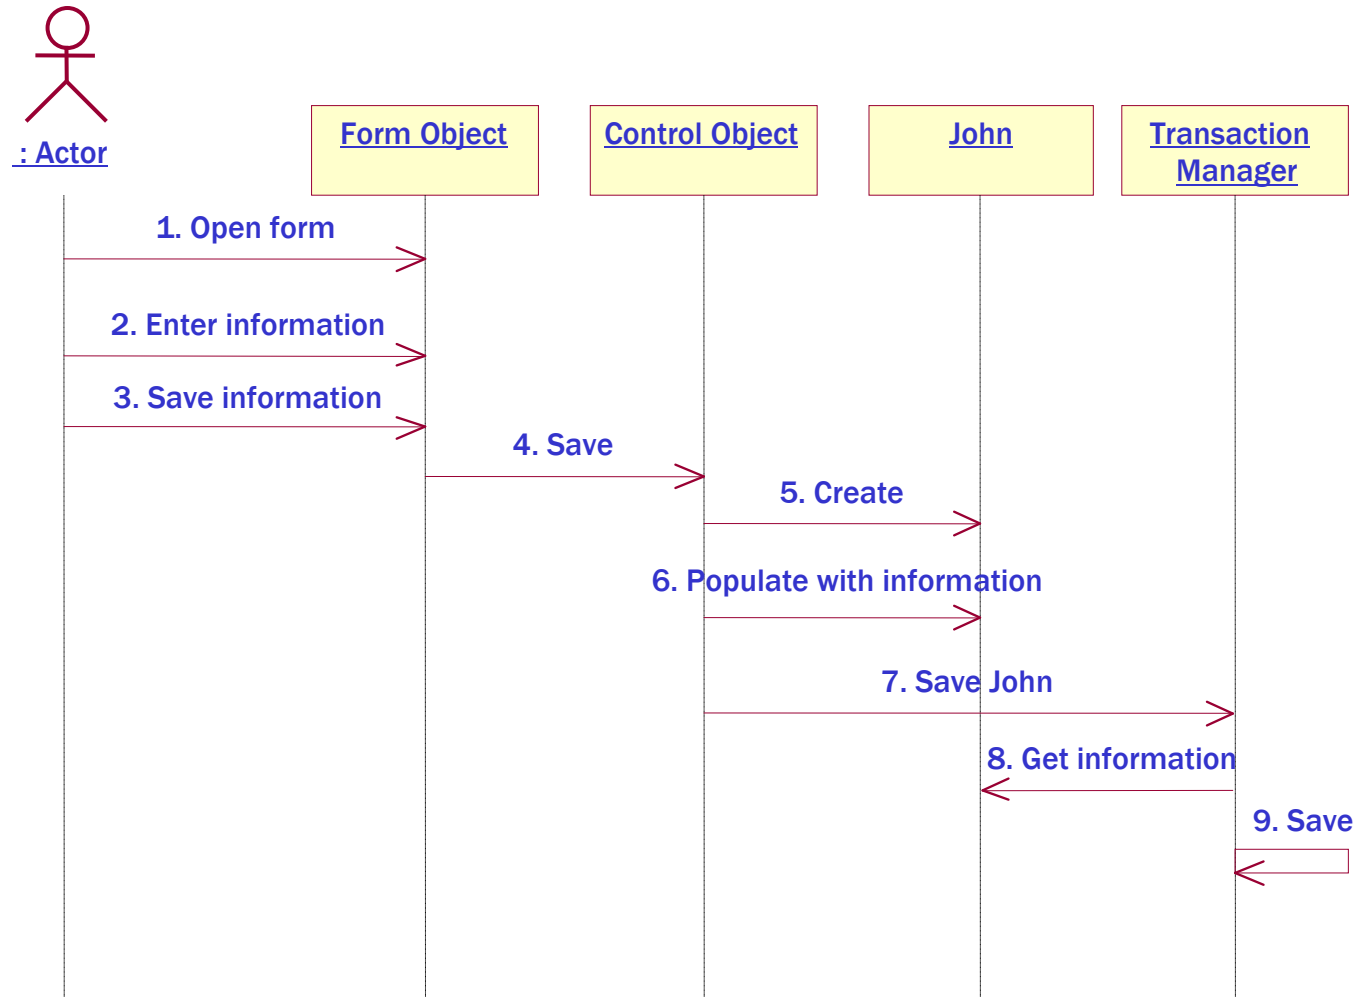 : Actor
Form Object
Control Object
John
Transaction
Manager
1. Open form
2. Enter information
3. Save information
4. Save
5. Create
6. Populate with information
7. Save John
8. Get information
9. Save